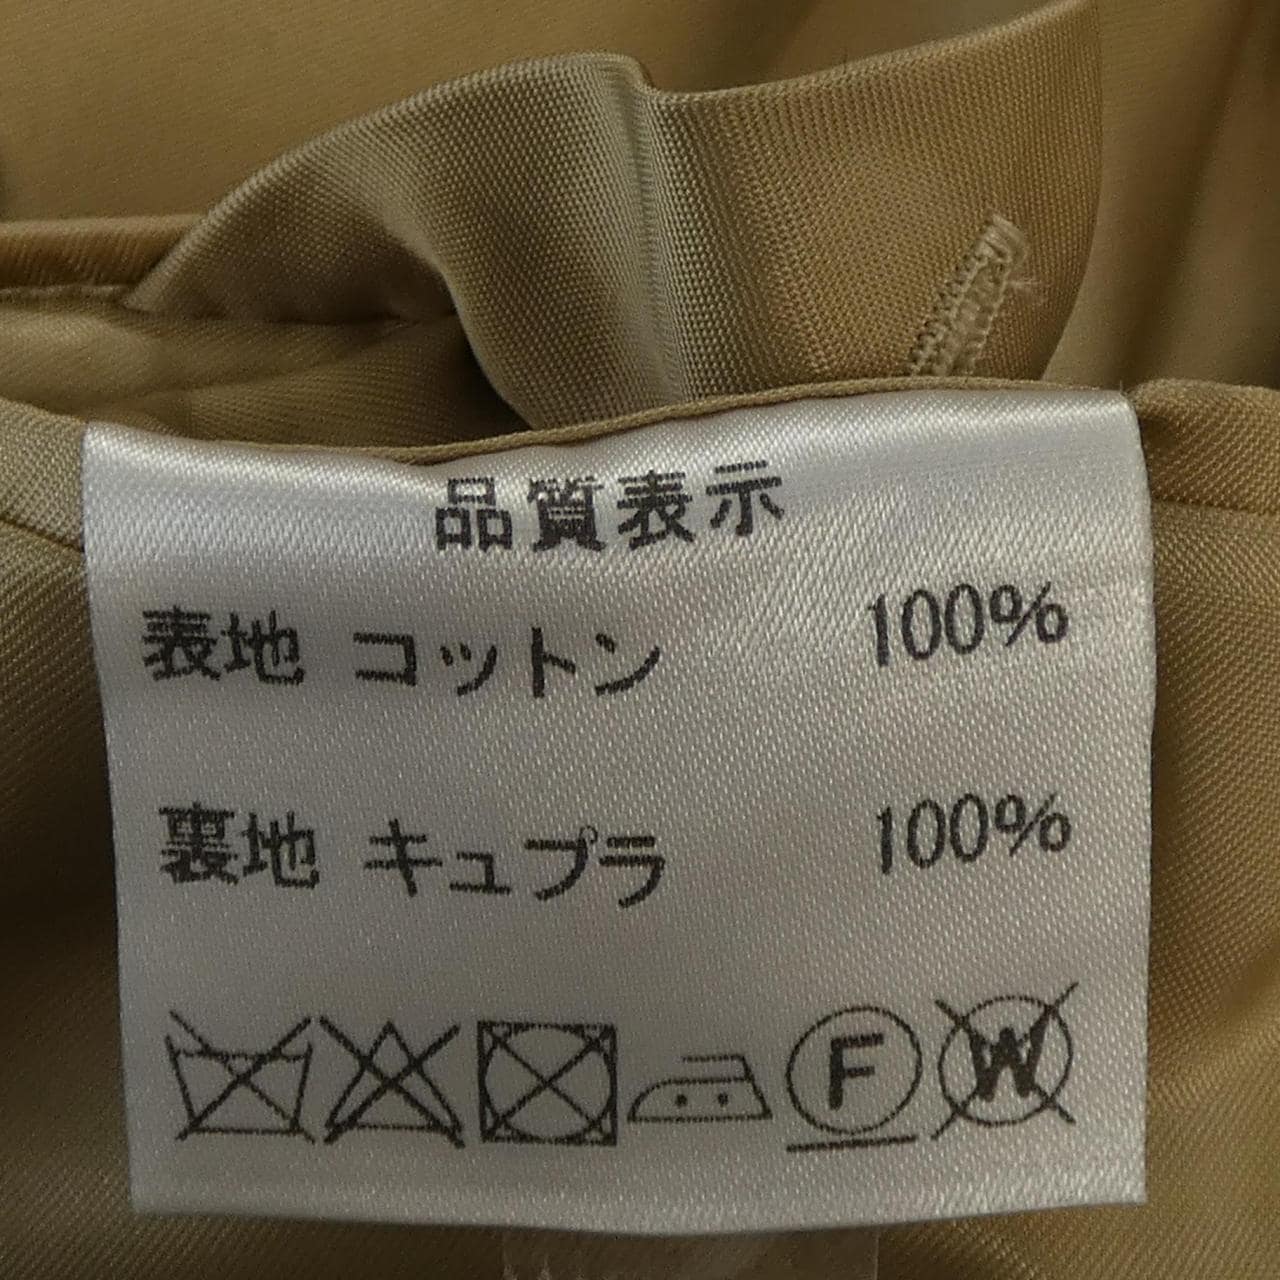 品質表示
表地 コットン 100%
裏地 キュプラ 100%
F W